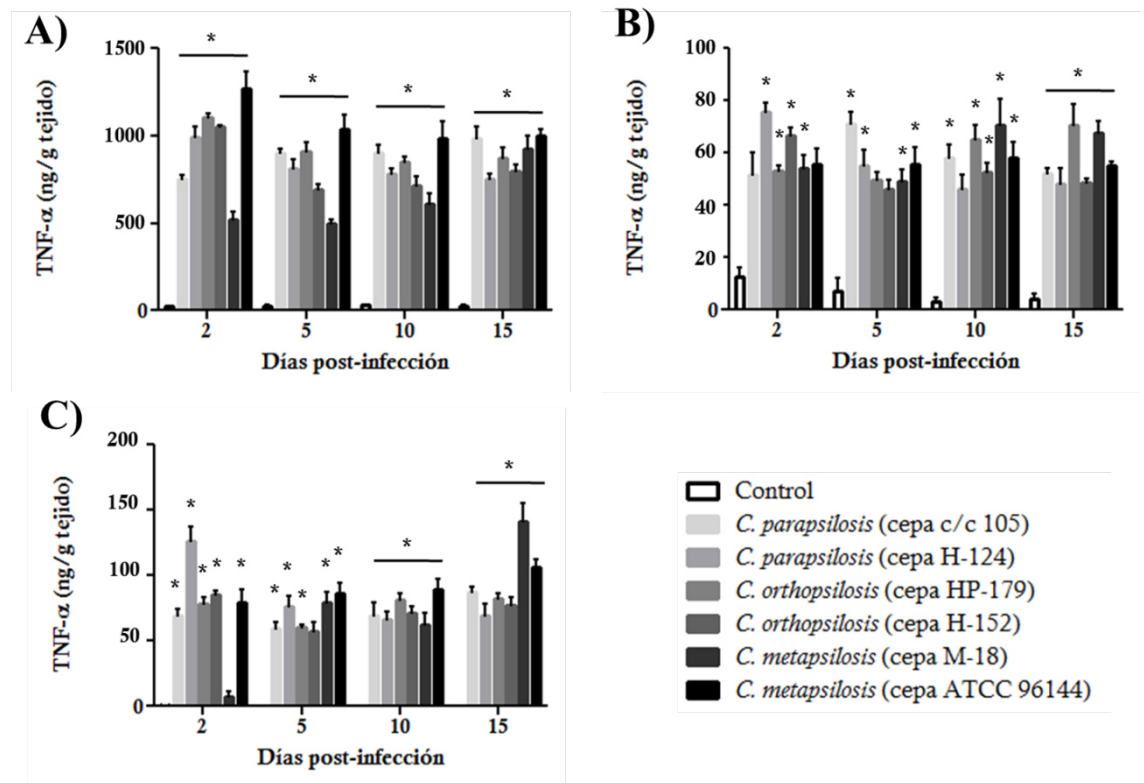 A)
*
*
*
*
1500
1000
500
0
TNF-α (ng/g tejido)
2 5 10 15
Días post-infección
B)
* * * * *
* * * *
* * * * *
*
100
80
60
40
20
0
TNF-α (ng/g tejido)
2 5 10 15
Días post-infección
C)
* * * * *
* * * * *
*
*
200
150
100
50
0
TNF-α (ng/g tejido)
2 5 10 15
Días post-infección
Control
C. parapsilosis (cepa c/c 105)
C. parapsilosis (cepa H-124)
C. orthopsilosis (cepa HP-179)
C. orthopsilosis (cepa H-152)
C. metapsilosis (cepa M-18)
C. metapsilosis (cepa ATCC 96144)